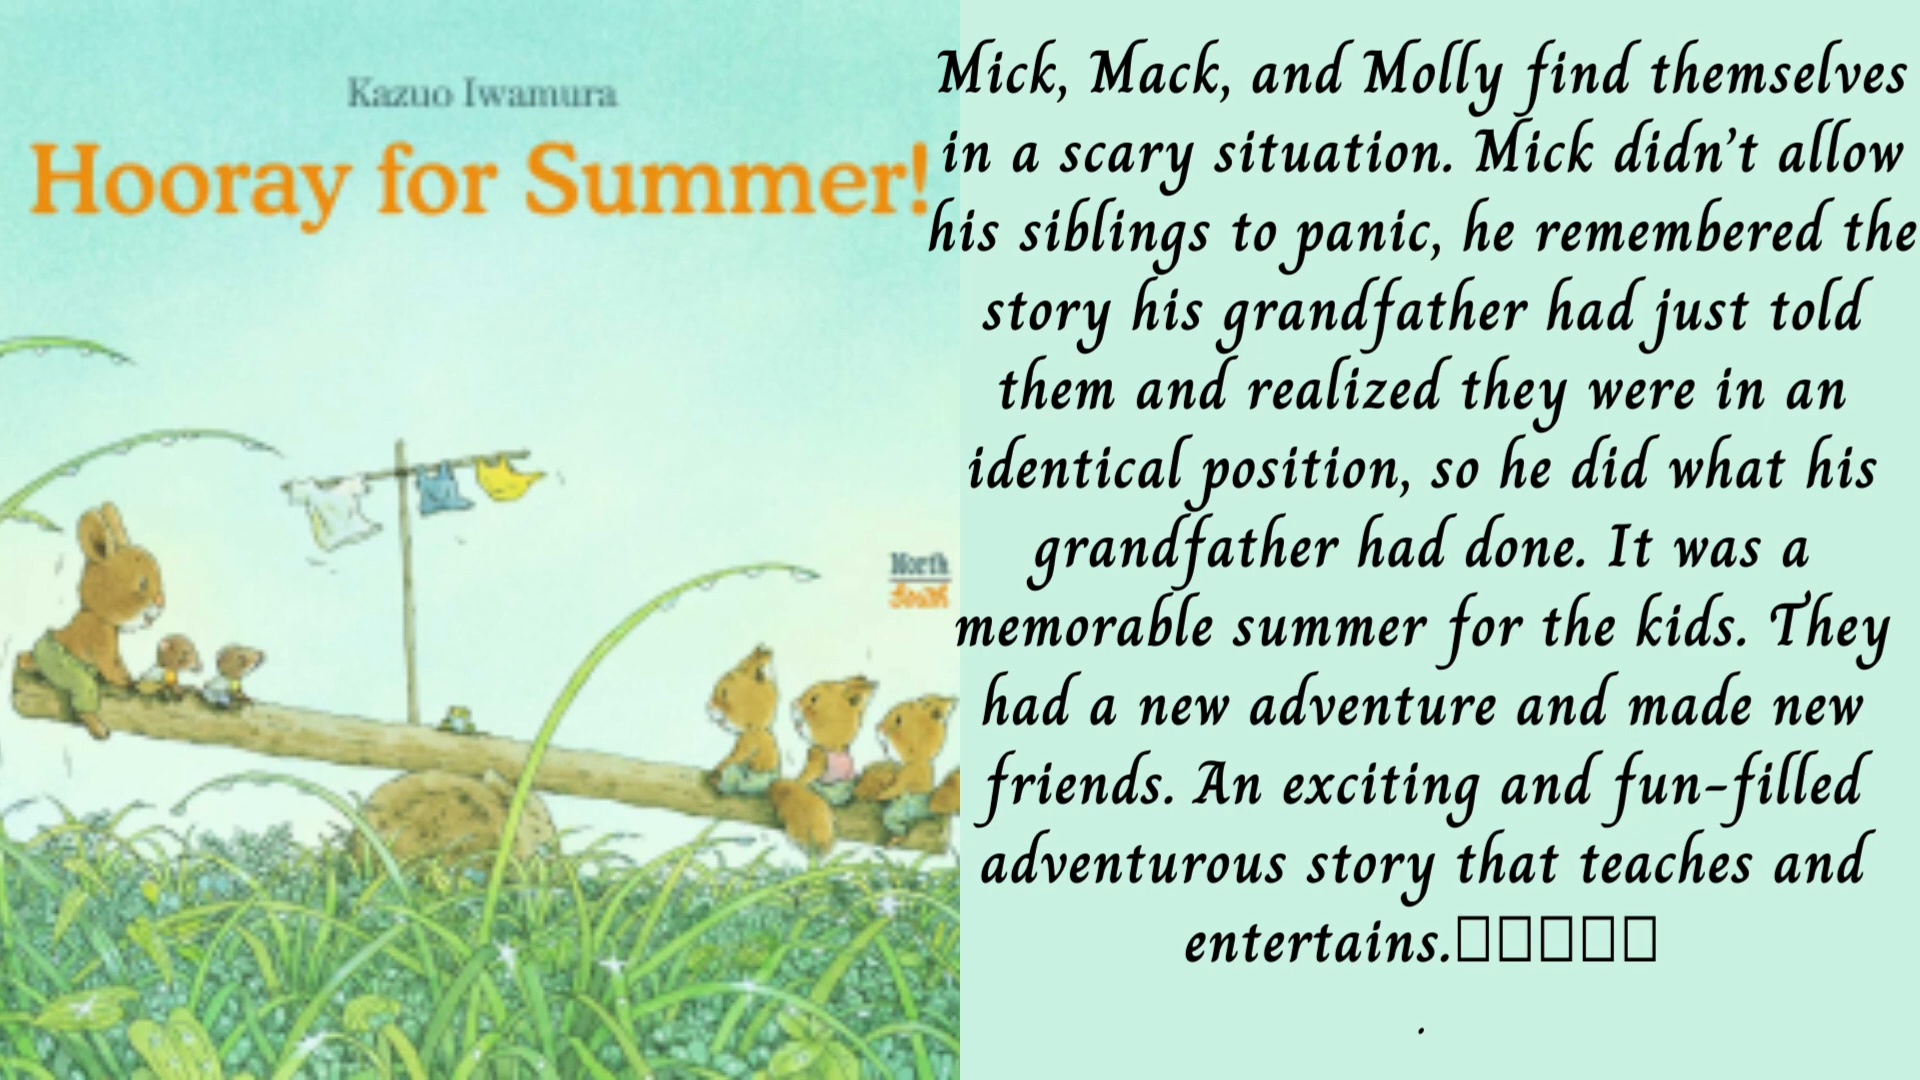 Kazuo Iwamura
Hooray for Summer!
North
South
Mick, Mack, and Molly find themselves
in a scary situation. Mick didn't allow
his siblings to panic, he remembered the
story his grandfather had just told
them and realized they were in an
identical position, so he did what his
grandfather had done. It was a
memorable summer for the kids. They
had a new adventure and made new
friends. An exciting and fun-filled
adventurous story that teaches and
entertains.□□□□□
.